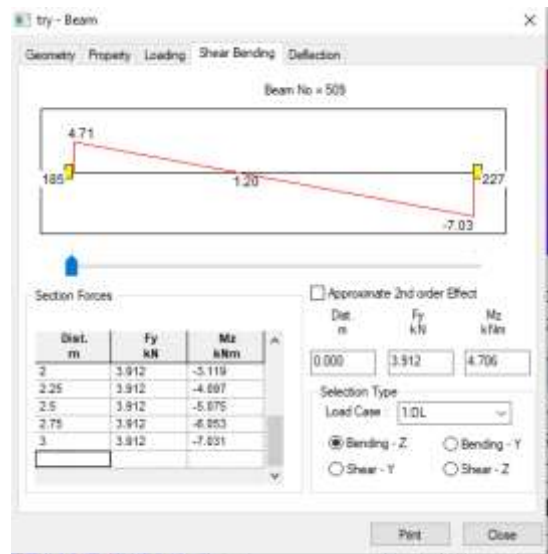 try - Beam
Geometry Property Loading Shear Bending Deflection
Beam No = 509
4.71
185 1.20 227
-7.03
Section Forces
Dist. m Fy kN Mz kNm
2 3.912 -3.119
2.25 3.912 -4.097
2.5 3.912 -5.075
2.75 3.912 -6.053
3 3.912 -7.031
Approximate 2nd order Effect
Dist. m Fy kN Mz kNm
0.000 3.912 4.706
Selection Type
Load Case 1:DL
Bending - Z Bending - Y
Shear - Y Shear - Z
Print Close